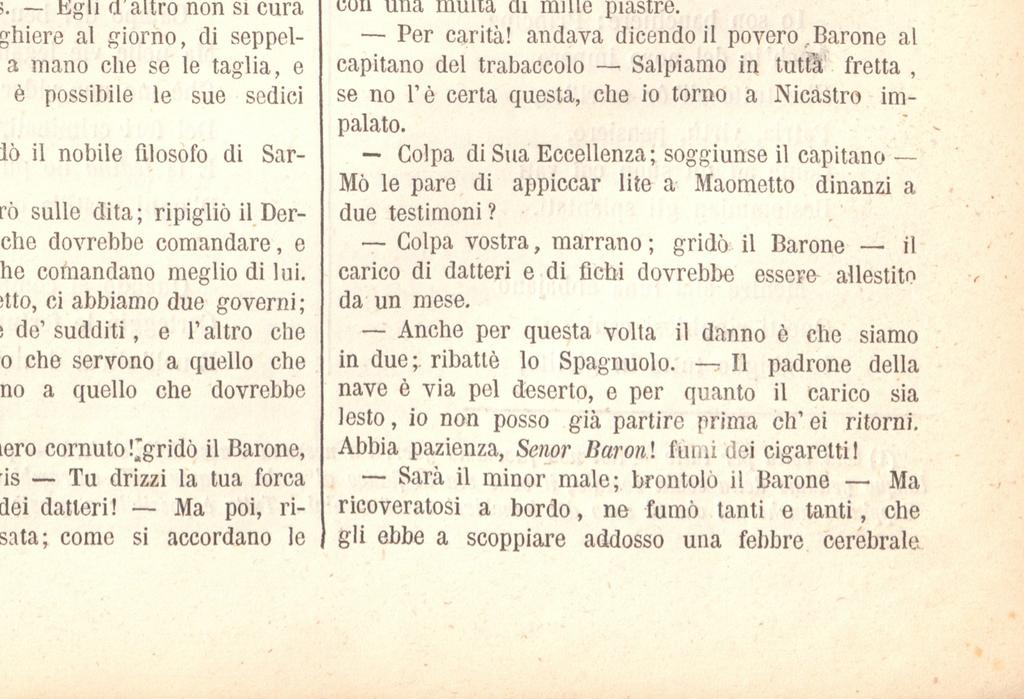 s. — Egli d'altro non si cura
ghiere al giorno, di seppel-
a mano che se le taglia, e
è possibile le sue sedici
dò il nobile filosofo di Sar-
rò sulle dita; ripigliò il Der-
che dovrebbe comandare, e
he comandano meglio di lui.
etto, ci abbiamo due governi;
e de' sudditi, e l'altro che
o che servono a quello che
no a quello che dovrebbe
nero cornuto! gridò il Barone,
ris — Tu drizzi la tua forca
dei datteri! — Ma poi, ri-
sata; come si accordano le
con una multa di mille piastre.
— Per carità! andava dicendo il povero Barone al
capitano del trabaccolo — Salpiamo in tutta fretta,
se no l'è certa questa, che io torno a Nicastro im-
palato.
— Colpa di Sua Eccellenza; soggiunse il capitano —
Mò le pare di appiccar lite a Maometto dinanzi a
due testimoni?
— Colpa vostra, marrano; gridò il Barone — il
carico di datteri e di fichi dovrebbe essere allestito
da un mese.
— Anche per questa volta il danno è che siamo
in due; ribattè lo Spagnuolo. — Il padrone della
nave è via pel deserto, e per quanto il carico sia
lesto, io non posso già partire prima ch'ei ritorni.
Abbia pazienza, Senor Baron! fumi dei cigaretti!
— Sarà il minor male; brontolò il Barone — Ma
ricoveratosi a bordo, ne fumò tanti e tanti, che
gli ebbe a scoppiare addosso una febbre cerebrale